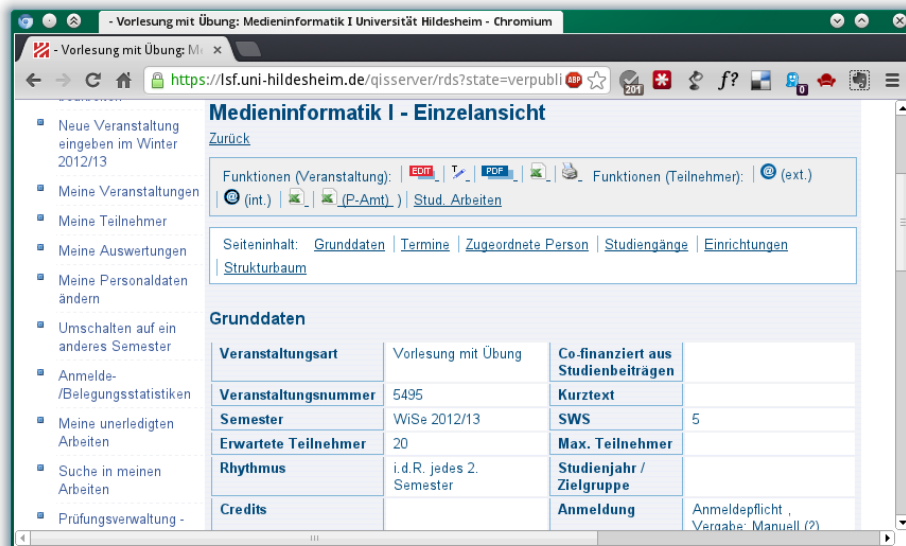 - Vorlesung mit Übung: Medieninformatik I Universität Hildesheim - Chromium
- Vorlesung mit Übung: Me
https://lsf.uni-hildesheim.de/qisserver/rds?state=verpubli
ABP
201
f?
0
Neue Veranstaltung
eingeben im Winter
2012/13
Meine Veranstaltungen
Meine Teilnehmer
Meine Auswertungen
Meine Personaldaten
ändern
Umschalten auf ein
anderes Semester
Anmelde-
/Belegungsstatistiken
Meine unerledigten
Arbeiten
Suche in meinen
Arbeiten
Prüfungsverwaltung -
Medieninformatik I - Einzelansicht
Zurück
Funktionen (Veranstaltung): | EDIT | | PDF | | Funktionen (Teilnehmer): | @ (ext.)
| @ (int.) | | (P-Amt) ) | Stud. Arbeiten
Seiteninhalt: Grunddaten | Termine | Zugeordnete Person | Studiengänge | Einrichtungen
| Strukturbaum
Grunddaten
Veranstaltungsart Vorlesung mit Übung Co-finanziert aus
Studienbeiträgen
Veranstaltungsnummer 5495 Kurztext
Semester WiSe 2012/13 SWS 5
Erwartete Teilnehmer 20 Max. Teilnehmer
Rhythmus i.d.R. jedes 2. Studienjahr /
Semester Zielgruppe
Credits Anmeldung Anmeldepflicht ,
Vergabe: Manuell (?)